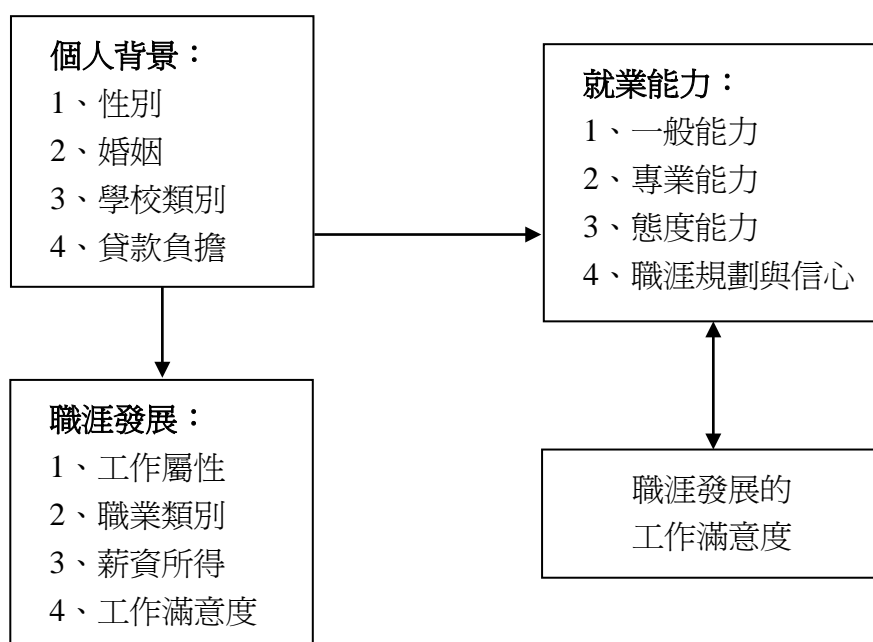 個人背景：
1、性別
2、婚姻
3、學校類別
4、貸款負擔
就業能力：
1、一般能力
2、專業能力
3、態度能力
4、職涯規劃與信心
職涯發展：
1、工作屬性
2、職業類別
3、薪資所得
4、工作滿意度
職涯發展的
工作滿意度